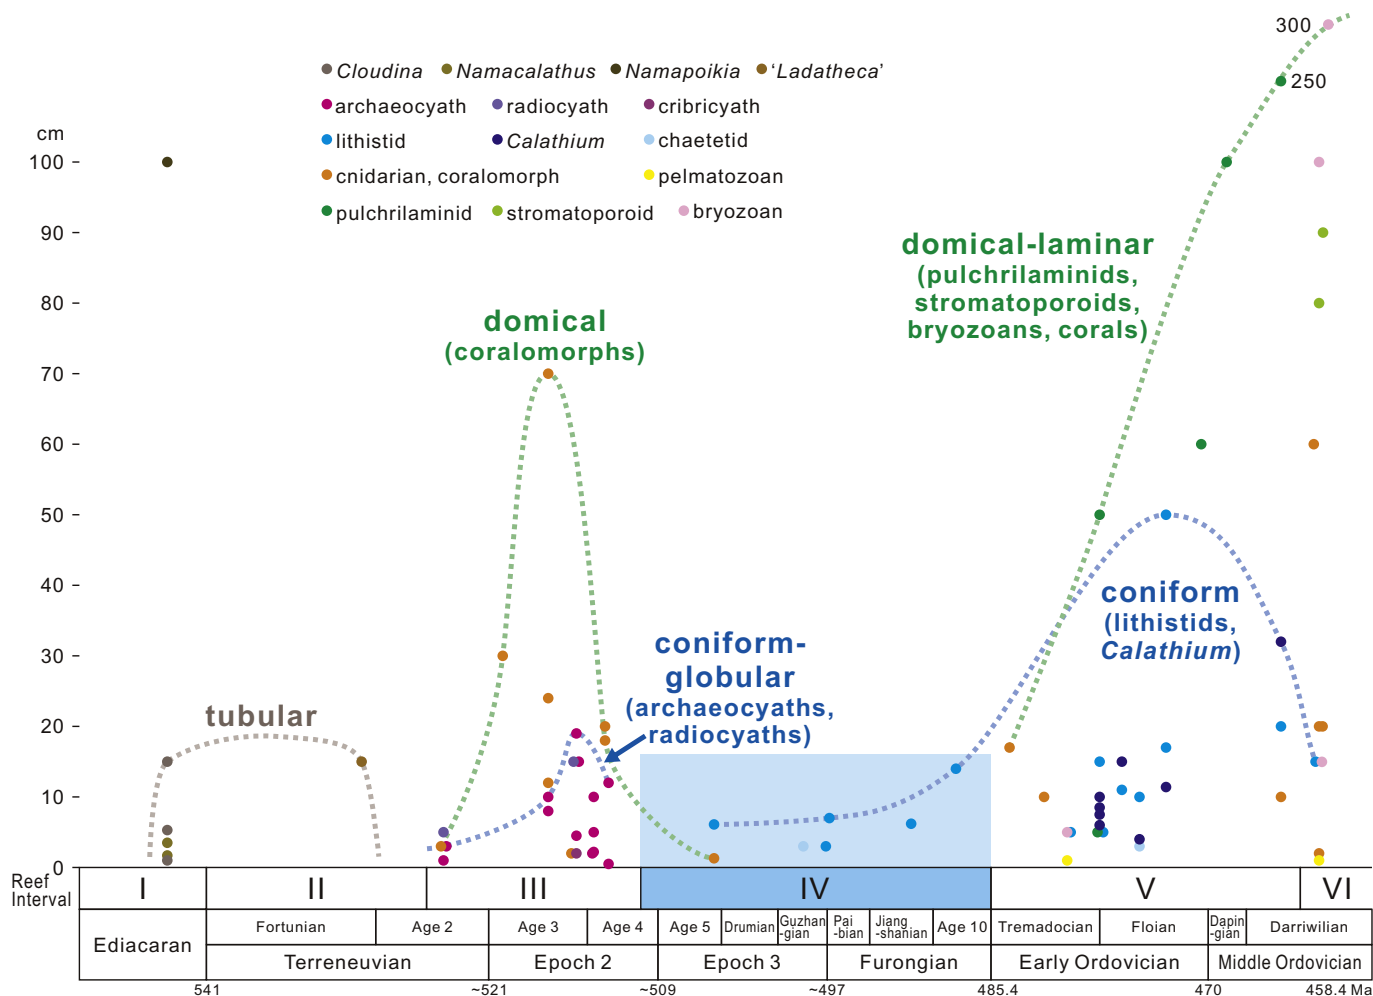 300
250
Cloudina Namacalathus Namapoikia 'Ladatheca'
archaeocyath radiocyath cribricyath
lithistid Calathium chaetetid
cnidarian, coralomorph pelmatozoan
pulchrilaminid stromatoporoid bryozoan
cm
100
90
80
70
60
50
40
30
20
10
0
domical-laminar
(pulchrilaminids,
stromatoporoids,
bryozoans, corals)
domical
(coralomorphs)
coniform
(lithistids,
Calathium)
coniform-
globular
(archaeocyaths,
radiocyaths)
tubular
Reef
Interval
I II III IV V VI
Ediacaran
Fortunian Age 2 Age 3 Age 4 Age 5 Drumian
Guzhan
-gian
Pai
-bian
Jiang
-shanian
Age 10 Tremadocian Floian
Dapin
-gian
Darriwilian
Terreneuvian Epoch 2 Epoch 3 Furongian Early Ordovician Middle Ordovician
541 ~521 ~509 ~497 485.4 470 458.4 Ma